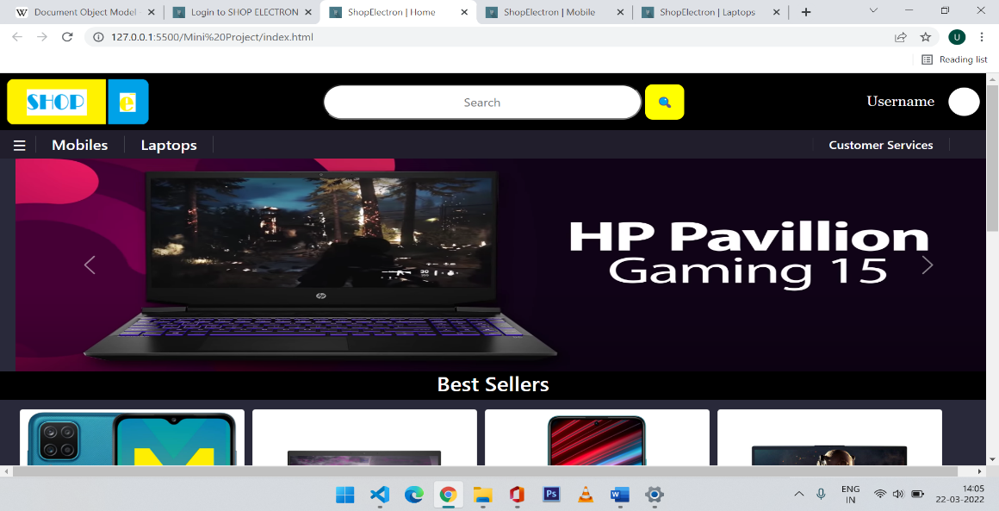 Document Object Model
Login to SHOP ELECTRON
ShopElectron | Home
ShopElectron | Mobile
ShopElectron | Laptops
127.0.0.1:5500/Mini%20Project/index.html
U
Reading list
SHOP e
Search
Username
Mobiles
Laptops
Customer Services
HP Pavillion
Gaming 15
hp
Best Sellers
M
Ps
ENG
IN
14:05
22-03-2022